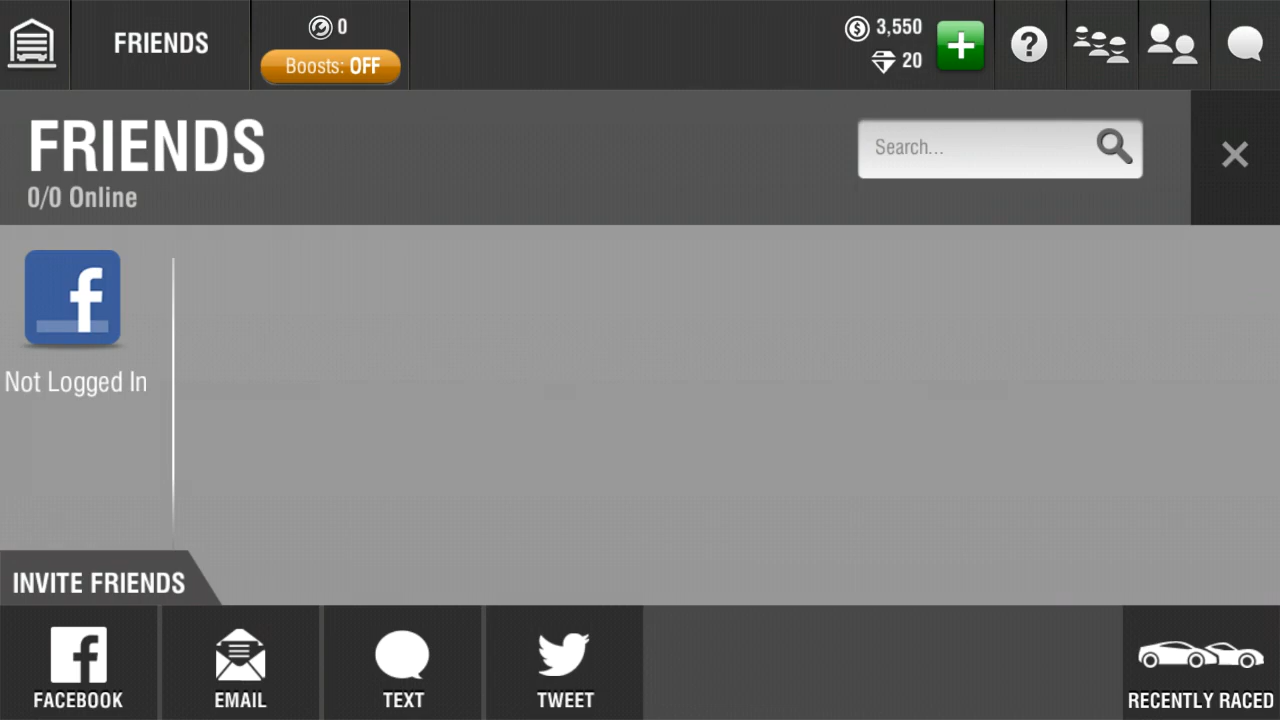 FRIENDS
0
Boosts: OFF
3,550
20
FRIENDS
0/0 Online
Search...
Not Logged In
INVITE FRIENDS
FACEBOOK
EMAIL
TEXT
TWEET
RECENTLY RACED